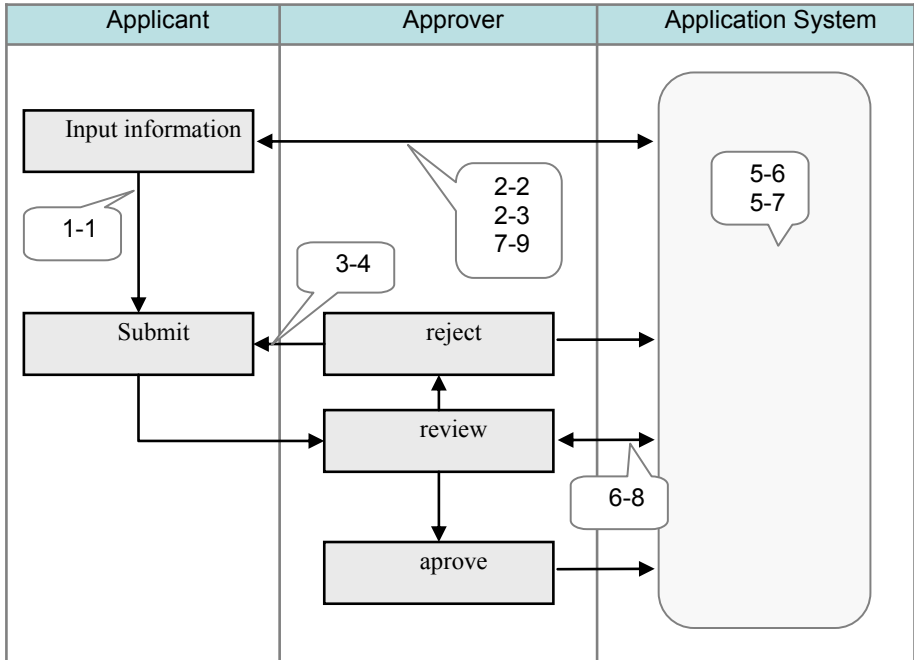 Applicant
Approver
Application System
Input information
2-2
2-3
7-9
5-6
5-7
1-1
3-4
Submit
reject
review
6-8
aprove